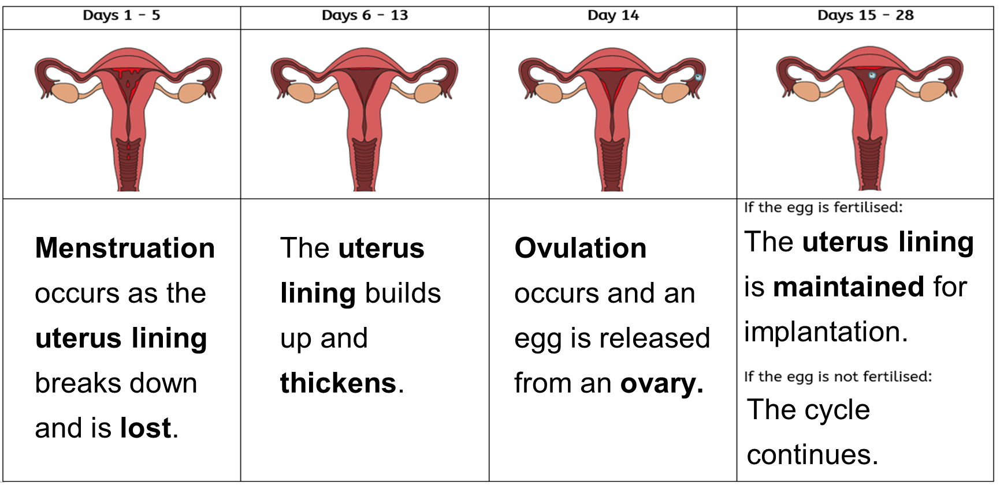 Days 1 - 5
Days 6 - 13
Day 14
Days 15 - 28
Menstruation
occurs as the
uterus lining
breaks down
and is lost.
The uterus
lining builds
up and
thickens.
Ovulation
occurs and an
egg is released
from an ovary.
If the egg is fertilised:
The uterus lining
is maintained for
implantation.
If the egg is not fertilised:
The cycle
continues.